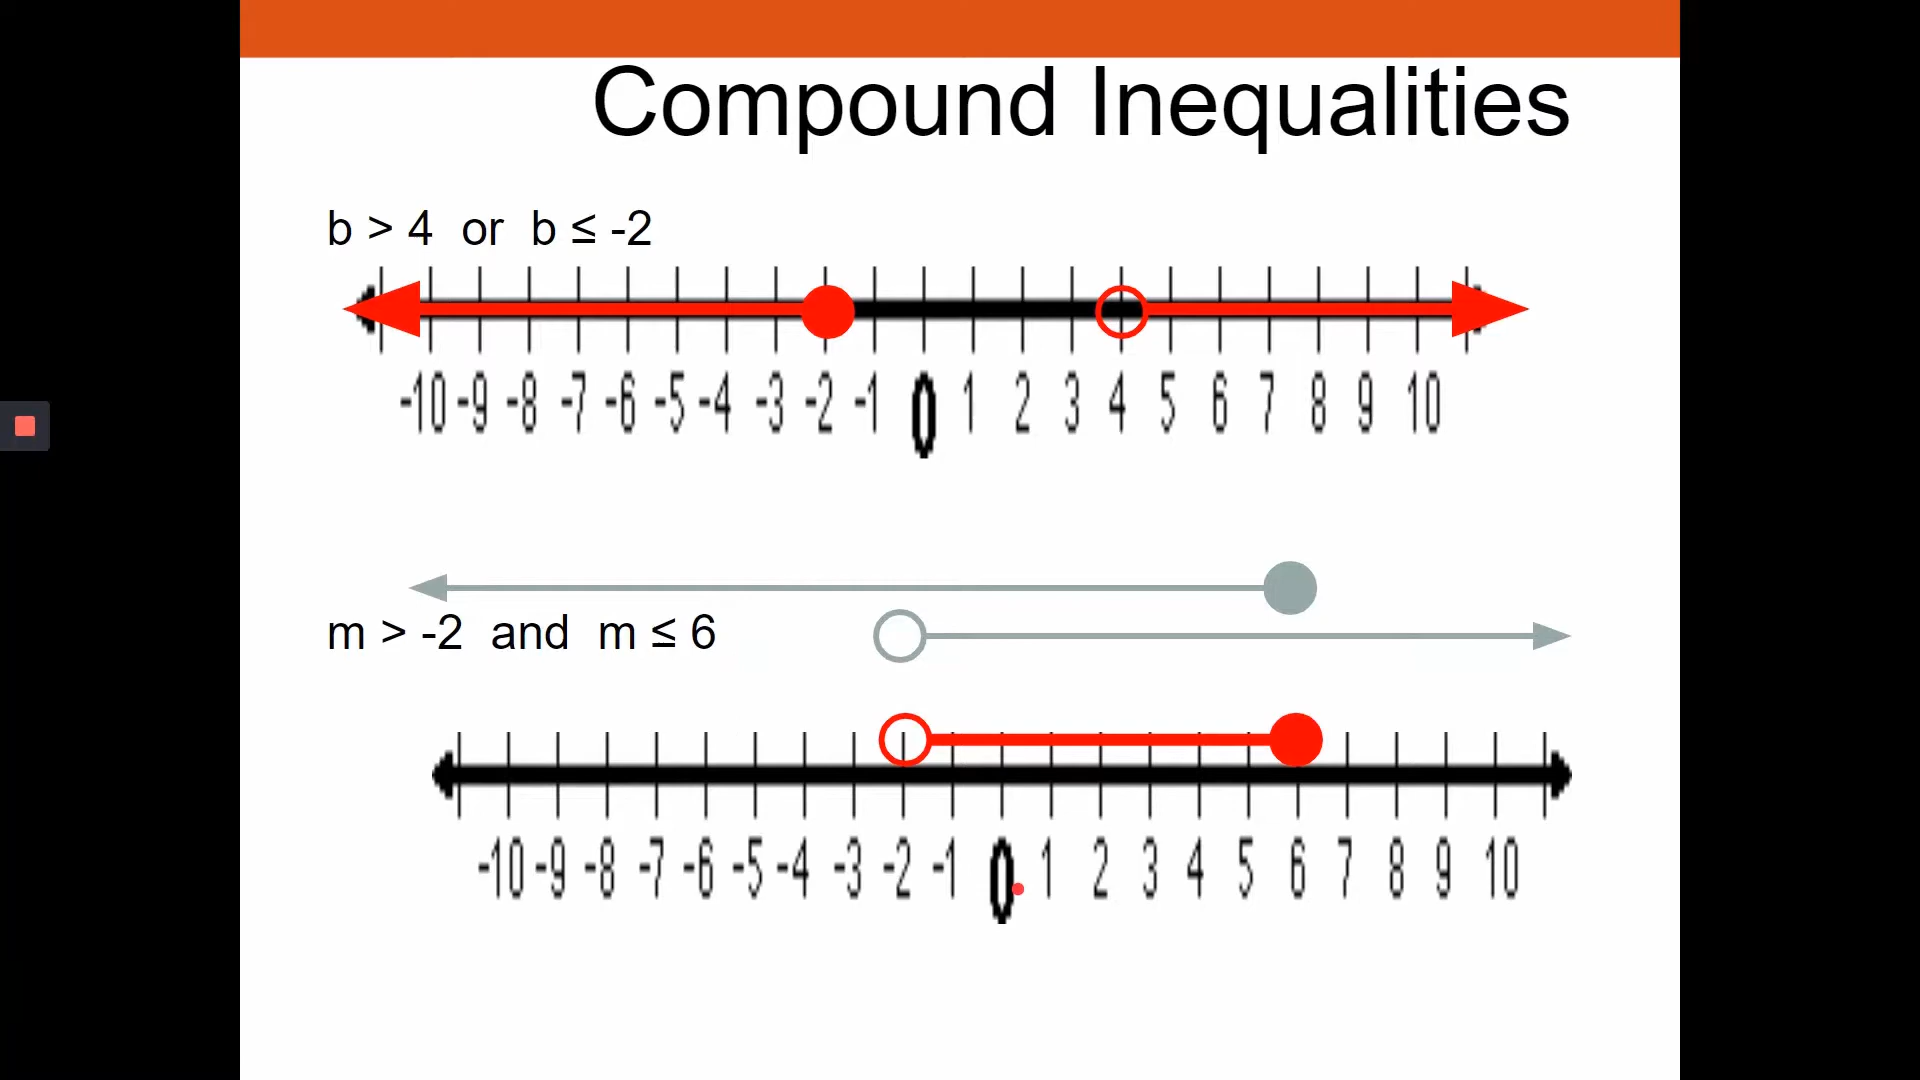 Compound Inequalities
b > 4 or b ≤ -2
-10 -9 -8 -7 -6 -5 -4 -3 -2 -1 0 1 2 3 4 5 6 7 8 9 10
m > -2 and m ≤ 6
-10 -9 -8 -7 -6 -5 -4 -3 -2 -1 0 1 2 3 4 5 6 7 8 9 10